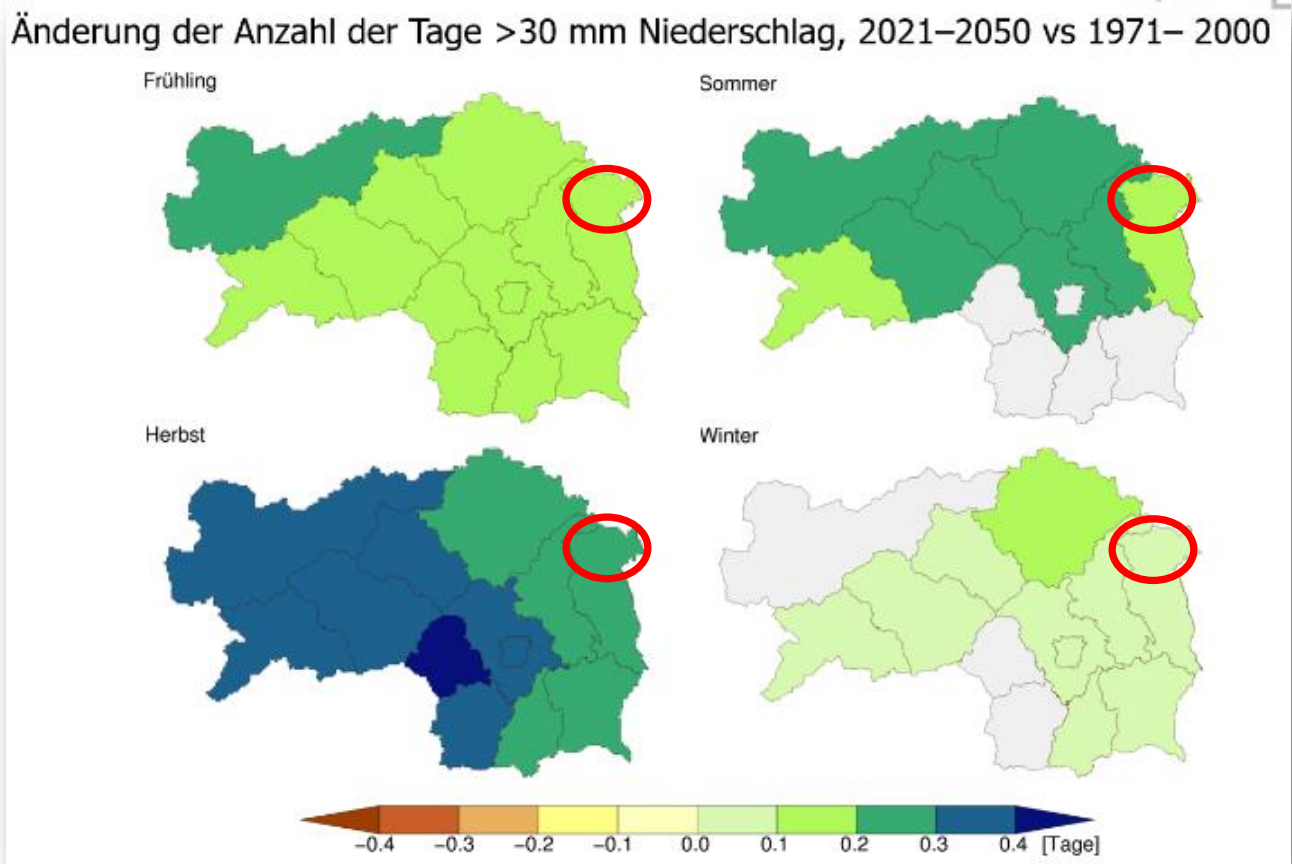 Änderung der Anzahl der Tage >30 mm Niederschlag, 2021–2050 vs 1971– 2000
Frühling
Sommer
Herbst
Winter
−0.4 −0.3 −0.2 −0.1 0.0 0.1 0.2 0.3 0.4 [Tage]